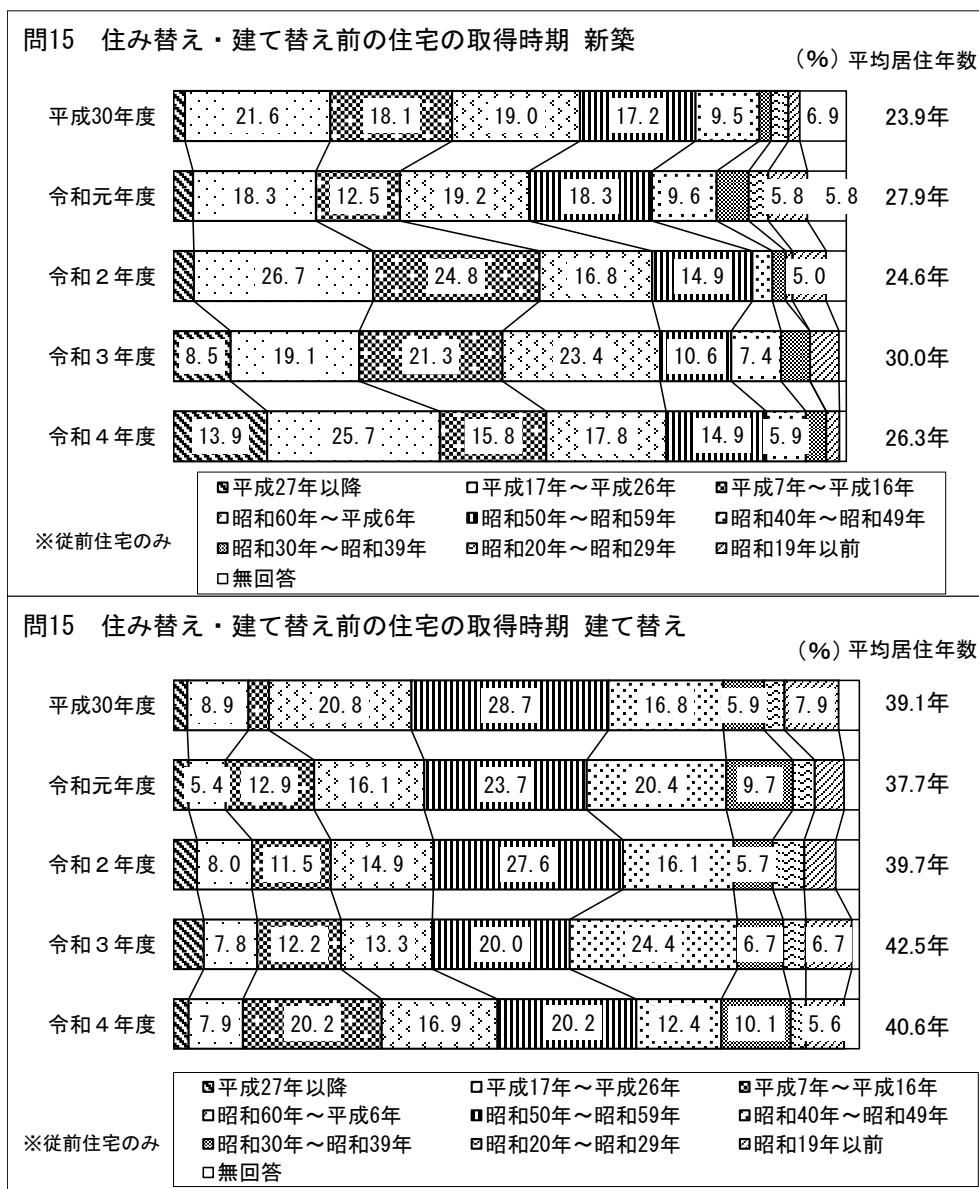 問15 住み替え・建て替え前の住宅の取得時期 新築
(%) 平均居住年数
平成30年度 21.6 18.1 19.0 17.2 9.5 6.9 23.9年
令和元年度 18.3 12.5 19.2 18.3 9.6 5.8 5.8 27.9年
令和２年度 26.7 24.8 16.8 14.9 5.0 24.6年
令和３年度 8.5 19.1 21.3 23.4 10.6 7.4 30.0年
令和４年度 13.9 25.7 15.8 17.8 14.9 5.9 26.3年
平成27年以降 平成17年～平成26年 平成7年～平成16年
昭和60年～平成6年 昭和50年～昭和59年 昭和40年～昭和49年
※従前住宅のみ 昭和30年～昭和39年 昭和20年～昭和29年 昭和19年以前
無回答
問15 住み替え・建て替え前の住宅の取得時期 建て替え
(%) 平均居住年数
平成30年度 8.9 20.8 28.7 16.8 5.9 7.9 39.1年
令和元年度 5.4 12.9 16.1 23.7 20.4 9.7 37.7年
令和２年度 8.0 11.5 14.9 27.6 16.1 5.7 39.7年
令和３年度 7.8 12.2 13.3 20.0 24.4 6.7 6.7 42.5年
令和４年度 7.9 20.2 16.9 20.2 12.4 10.1 5.6 40.6年
平成27年以降 平成17年～平成26年 平成7年～平成16年
昭和60年～平成6年 昭和50年～昭和59年 昭和40年～昭和49年
※従前住宅のみ 昭和30年～昭和39年 昭和20年～昭和29年 昭和19年以前
無回答